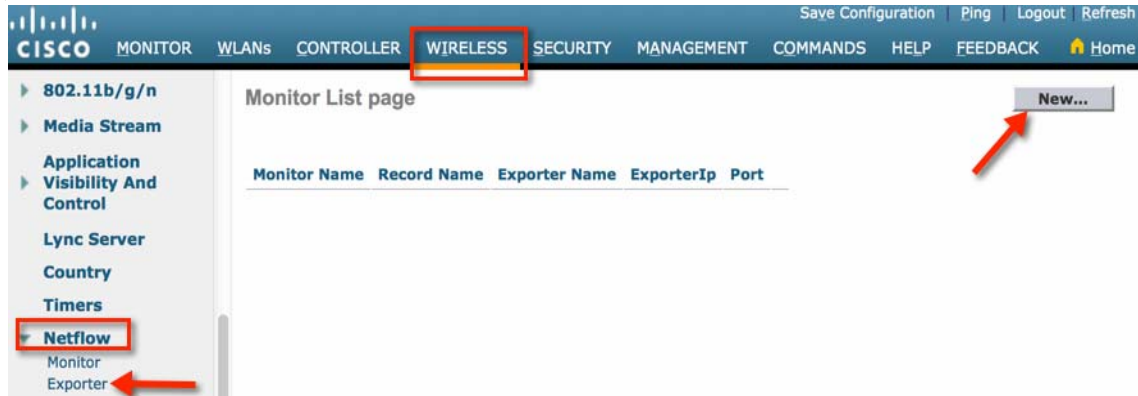 Save Configuration | Ping | Logout | Refresh
CISCO MONITOR WLANs CONTROLLER WIRELESS SECURITY MANAGEMENT COMMANDS HELP FEEDBACK Home
802.11b/g/n
Media Stream
Application
Visibility And
Control
Lync Server
Country
Timers
Netflow
Monitor
Exporter
Monitor List page
New...
Monitor Name Record Name Exporter Name ExporterIp Port